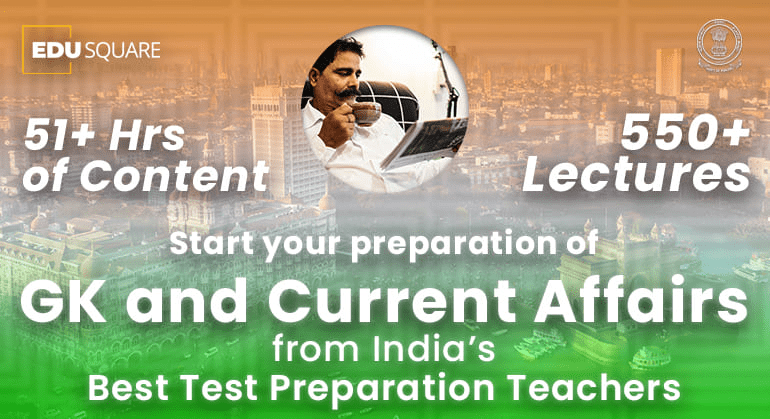 EDU SQUARE
51+ Hrs
of Content
550+
Lectures
Start your preparation of
GK and Current Affairs
from India's
Best Test Preparation Teachers